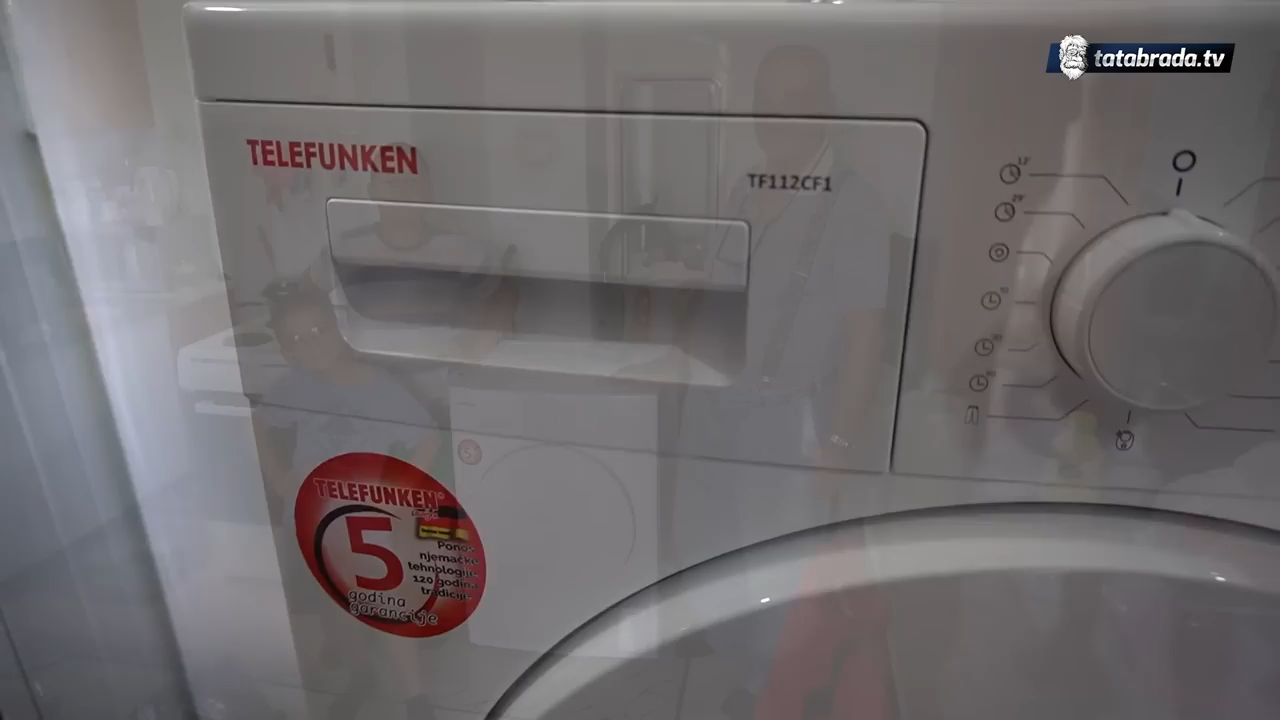 tatabrada.tv
TELEFUNKEN
TF112CF1
TELEFUNKEN
5
Ponos
njemačke
tehnologije
120 godina
tradicije
godina
garancije